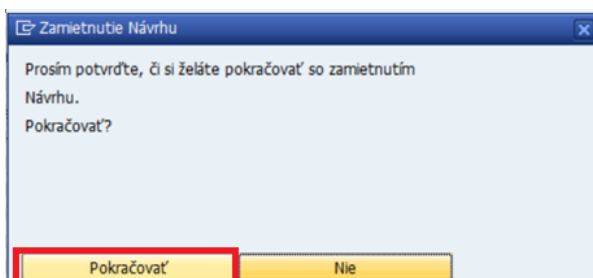 Zamietnutie Návrhu
Prosím potvrďte, či si želáte pokračovať so zamietnutím
Návrhu.
Pokračovať?
Pokračovať
Nie